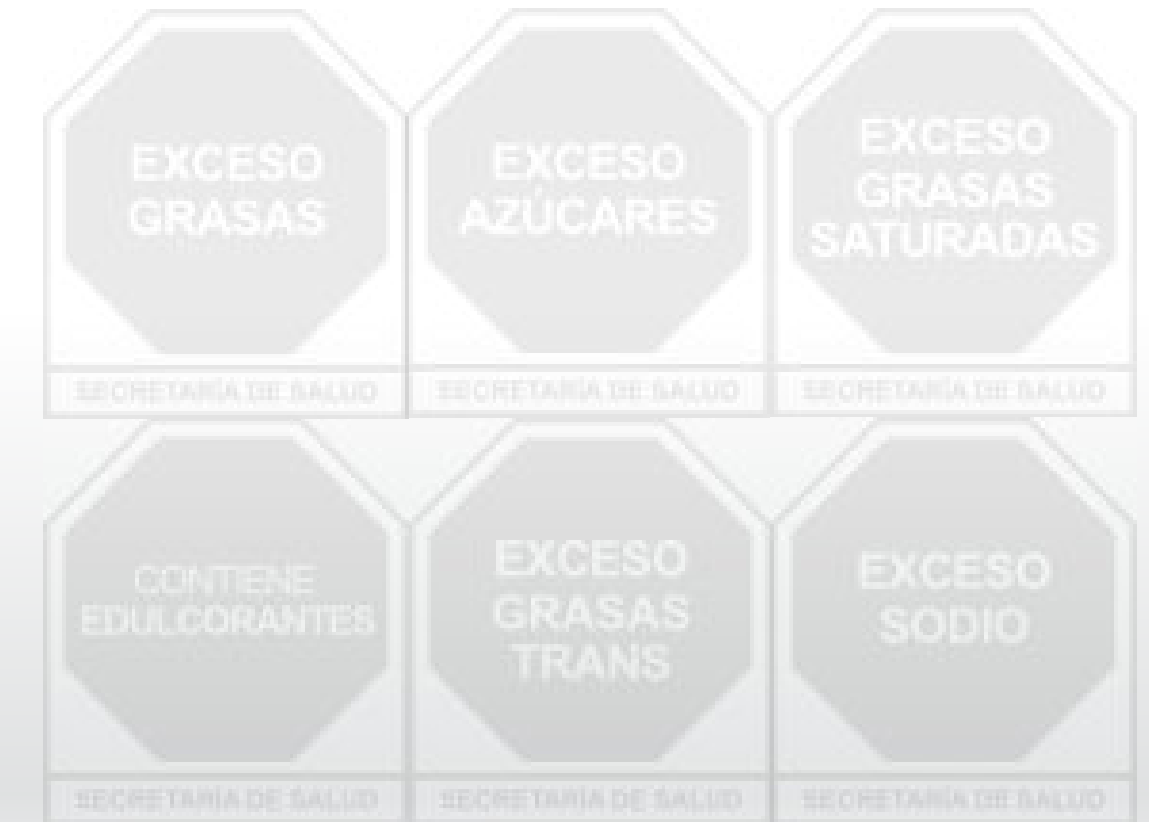 EXCESO
GRASAS
EXCESO
AZÚCARES
EXCESO
GRASAS
SATURADAS
SECRETARÍA DE SALUD
SECRETARÍA DE SALUD
SECRETARÍA DE SALUD
CONTIENE
EDULCORANTES
EXCESO
GRASAS
TRANS
EXCESO
SODIO
SECRETARÍA DE SALUD
SECRETARÍA DE SALUD
SECRETARÍA DE SALUD